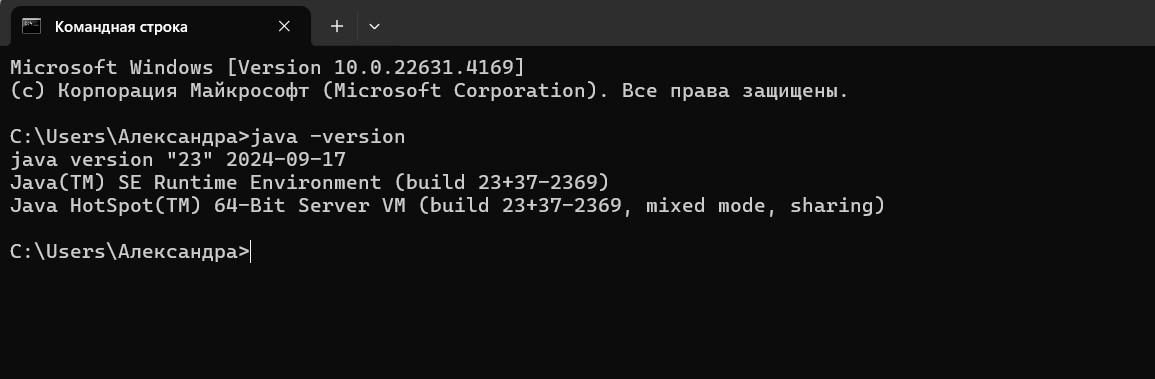 Командная строка
Microsoft Windows [Version 10.0.22631.4169]
(c) Корпорация Майкрософт (Microsoft Corporation). Все права защищены.
C:\Users\Александра>java -version
java version "23" 2024-09-17
Java(TM) SE Runtime Environment (build 23+37-2369)
Java HotSpot(TM) 64-Bit Server VM (build 23+37-2369, mixed mode, sharing)
C:\Users\Александра>